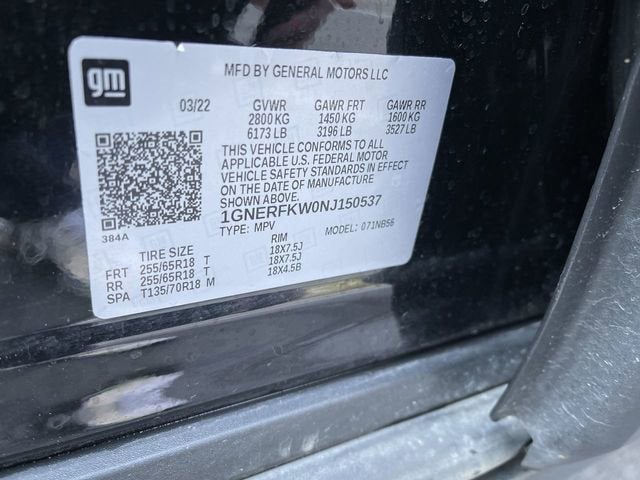 gm
MFD BY GENERAL MOTORS LLC
03/22 GVWR GAWR FRT GAWR RR
2800 KG 1450 KG 1600 KG
6173 LB 3196 LB 3527 LB
THIS VEHICLE CONFORMS TO ALL
APPLICABLE U.S. FEDERAL MOTOR
VEHICLE SAFETY STANDARDS IN EFFECT
ON THE DATE OF MANUFACTURE
SHOWN ABOVE.
1GNERFKW0NJ150537
TYPE: MPV MODEL: 071NB56
384A
TIRE SIZE RIM
FRT 255/65R18 T 18X7.5J
RR 255/65R18 T 18X7.5J
SPA T135/70R18 M 18X4.5B